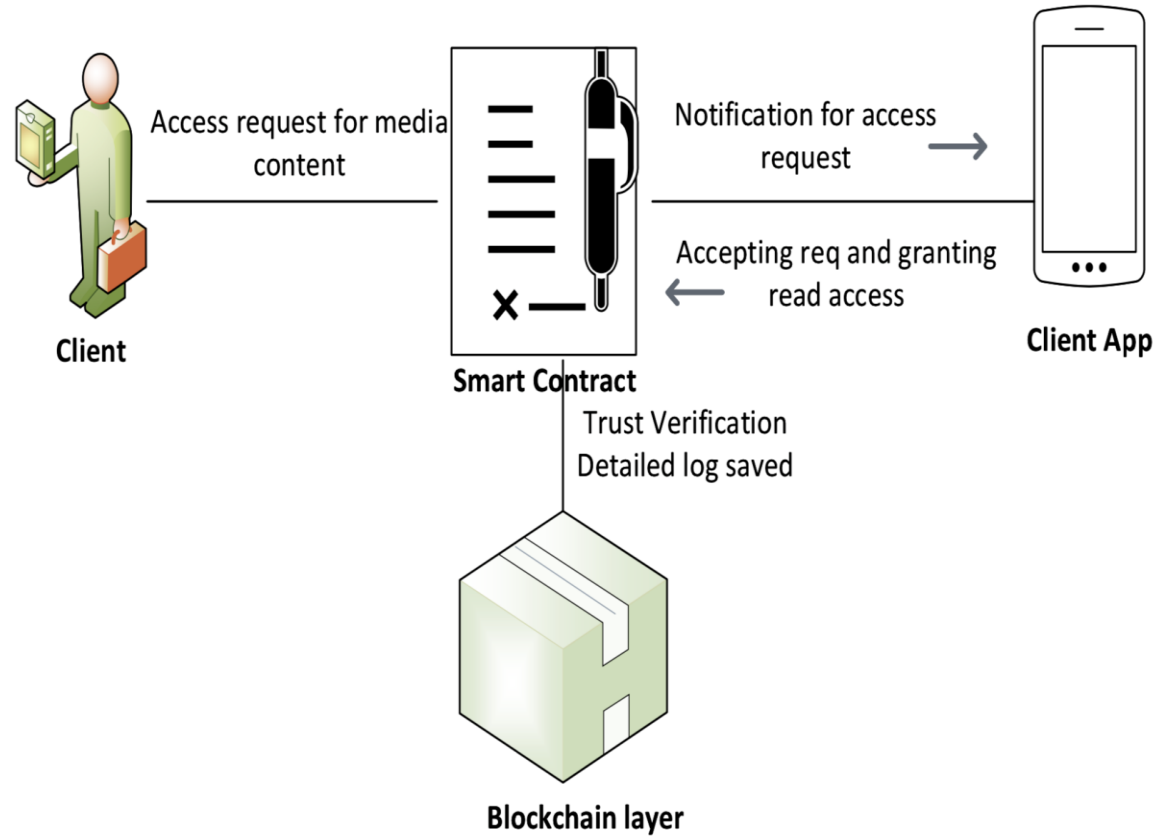 Access request for media
content
Notification for access
request
Accepting req and granting
read access
Client
Client App
Smart Contract
Trust Verification
Detailed log saved
Blockchain layer